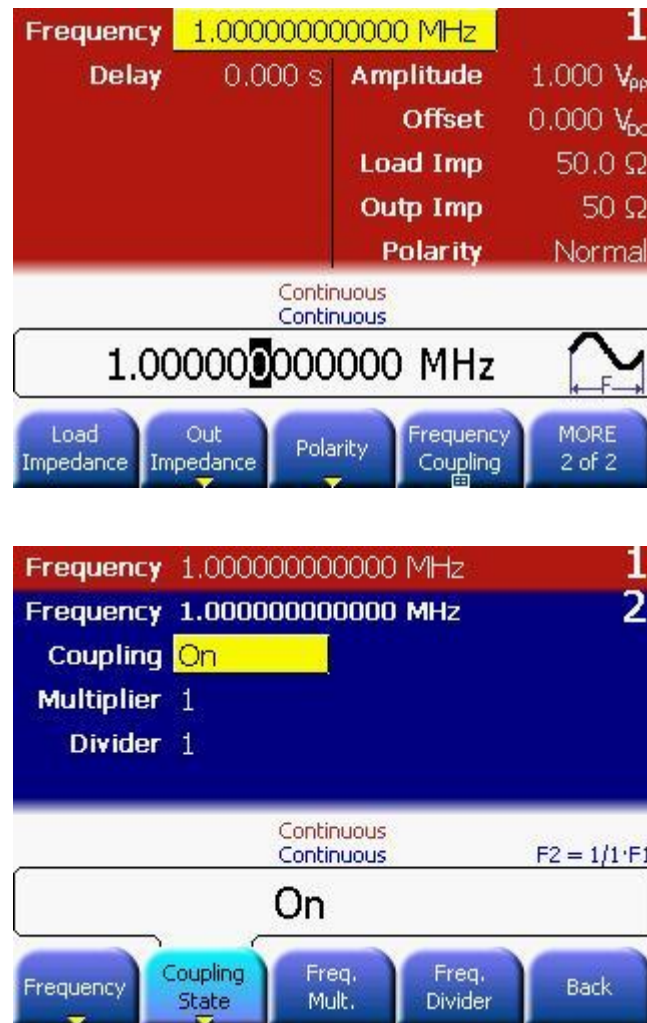 Frequency 1.000000000000 MHz 1
Delay 0.000 s Amplitude 1.000 Vpp
Offset 0.000 VDC
Load Imp 50.0 Ω
Outp Imp 50 Ω
Polarity Normal
Continuous
Continuous
1.000000000000 MHz F
Load Impedance
Out Impedance
Polarity
Frequency Coupling
MORE 2 of 2
Frequency 1.000000000000 MHz 1
Frequency 1.000000000000 MHz 2
Coupling On
Multiplier 1
Divider 1
Continuous
Continuous F2 = 1/1·F1
On
Frequency
Coupling State
Freq. Mult.
Freq. Divider
Back